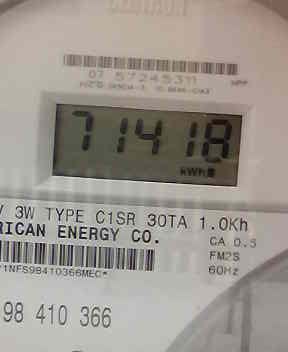 07 57245311
71418
kWh
V 3W TYPE C1SR 30TA 1.0Kh
RICAN ENERGY CO. CA 0.5
FM2S
*1NFS98410366MEC* 60Hz
98 410 366